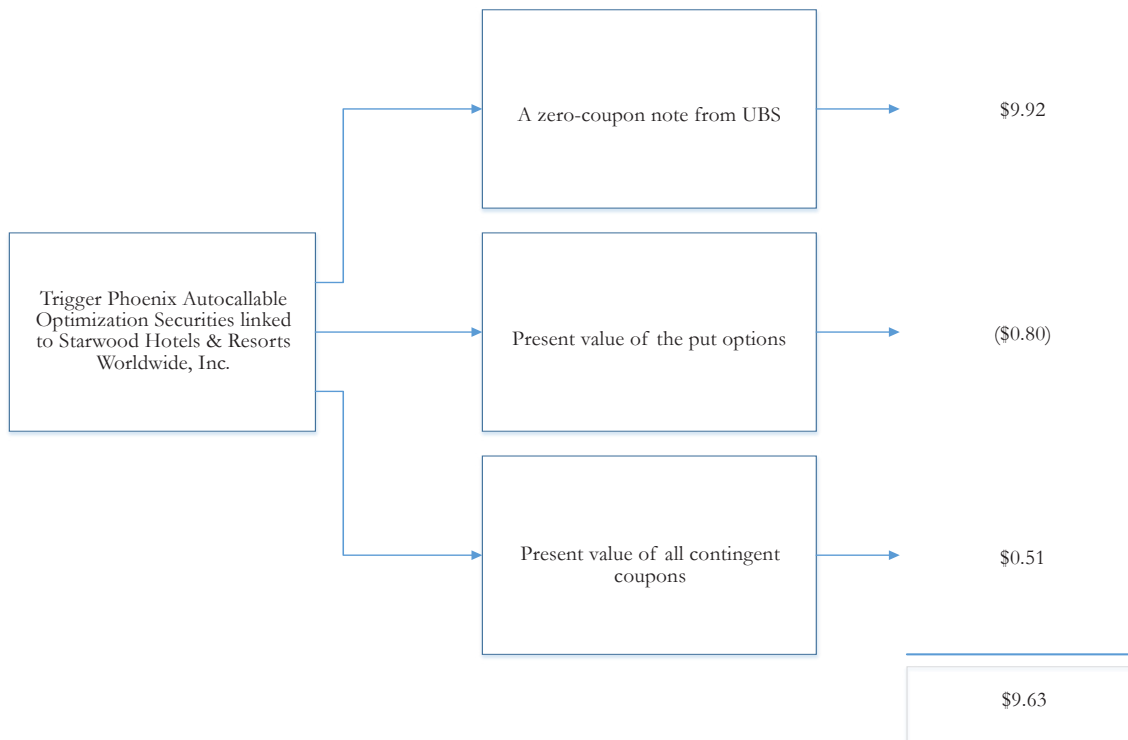 A zero-coupon note from UBS
$9.92
Trigger Phoenix Autocallable
Optimization Securities linked
to Starwood Hotels & Resorts
Worldwide, Inc.
Present value of the put options
($0.80)
Present value of all contingent
coupons
$0.51
$9.63